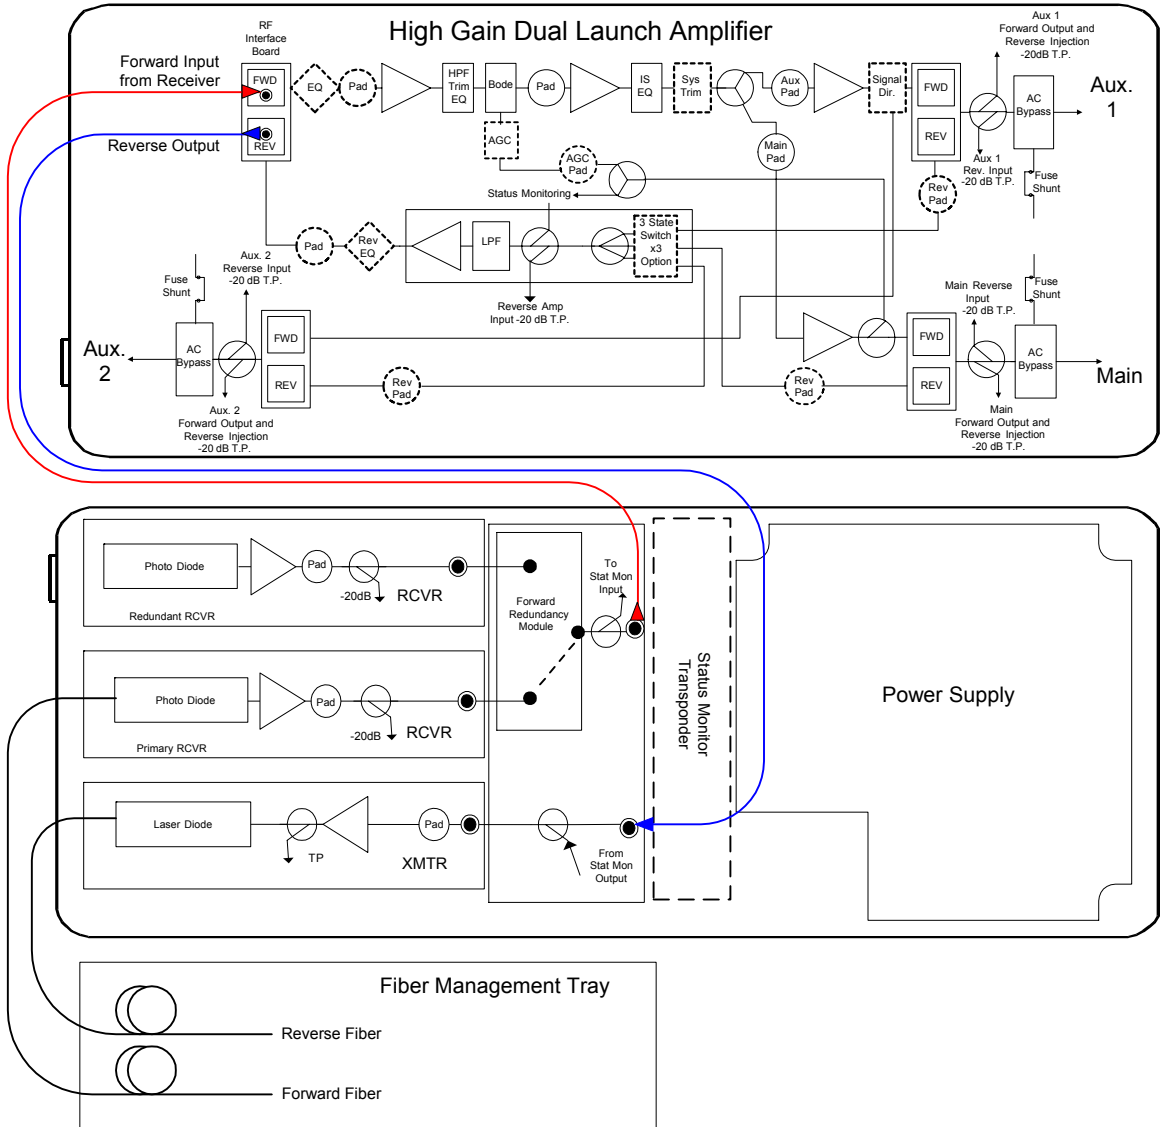 High Gain Dual Launch Amplifier
RF
Interface
Board
Forward Input
from Receiver
Reverse Output
FWD
REV
EQ
Pad
HPF
Trim
EQ
Bode
Pad
IS
EQ
Sys
Trim
Aux
Pad
Signal
Dir.
FWD
REV
Aux 1
Forward Output and
Reverse Injection
-20dB T.P.
AC
Bypass
Aux.
1
AGC
AGC
Pad
Main
Pad
Aux 1
Rev. Input
-20 dB T.P.
Rev
Pad
Fuse
Shunt
Status Monitoring
Pad
Rev
EQ
LPF
3 State
Switch
x3
Option
Reverse Amp
Input -20 dB T.P.
Aux. 2
Reverse Input
-20 dB T.P.
Fuse
Shunt
Main Reverse
Input
-20 dB T.P.
Fuse
Shunt
Aux.
2
AC
Bypass
FWD
REV
Rev
Pad
Rev
Pad
FWD
REV
AC
Bypass
Main
Aux. 2
Forward Output and
Reverse Injection
-20 dB T.P.
Main
Forward Output and
Reverse Injection
-20 dB T.P.
Photo Diode
Pad
-20dB
RCVR
Redundant RCVR
Forward
Redundancy
Module
To
Stat Mon
Input
Photo Diode
Pad
-20dB
RCVR
Primary RCVR
Status Monitor
Transponder
Power Supply
Laser Diode
TP
Pad
XMTR
From
Stat Mon
Output
Fiber Management Tray
Reverse Fiber
Forward Fiber